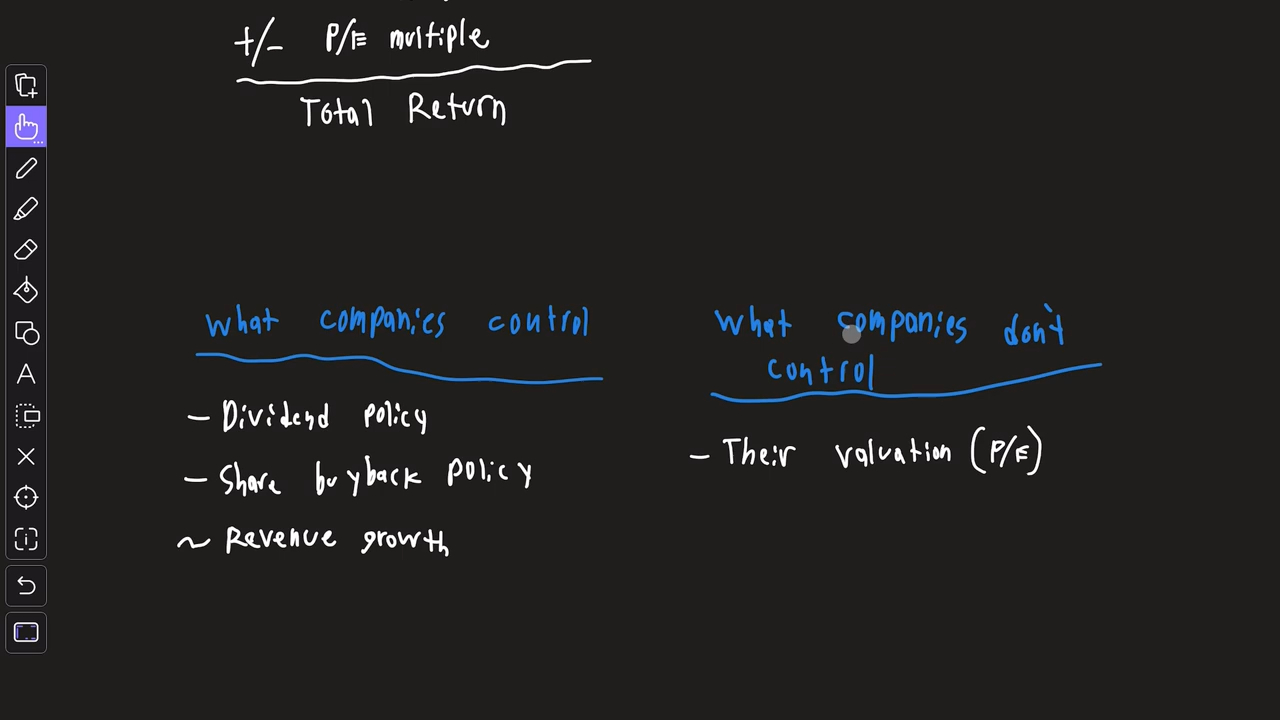 +/- P/E multiple
Total Return
what companies control
what companies don't
control
- Dividend policy
- Their valuation (P/E)
- Share buyback policy
~ Revenue growth
A